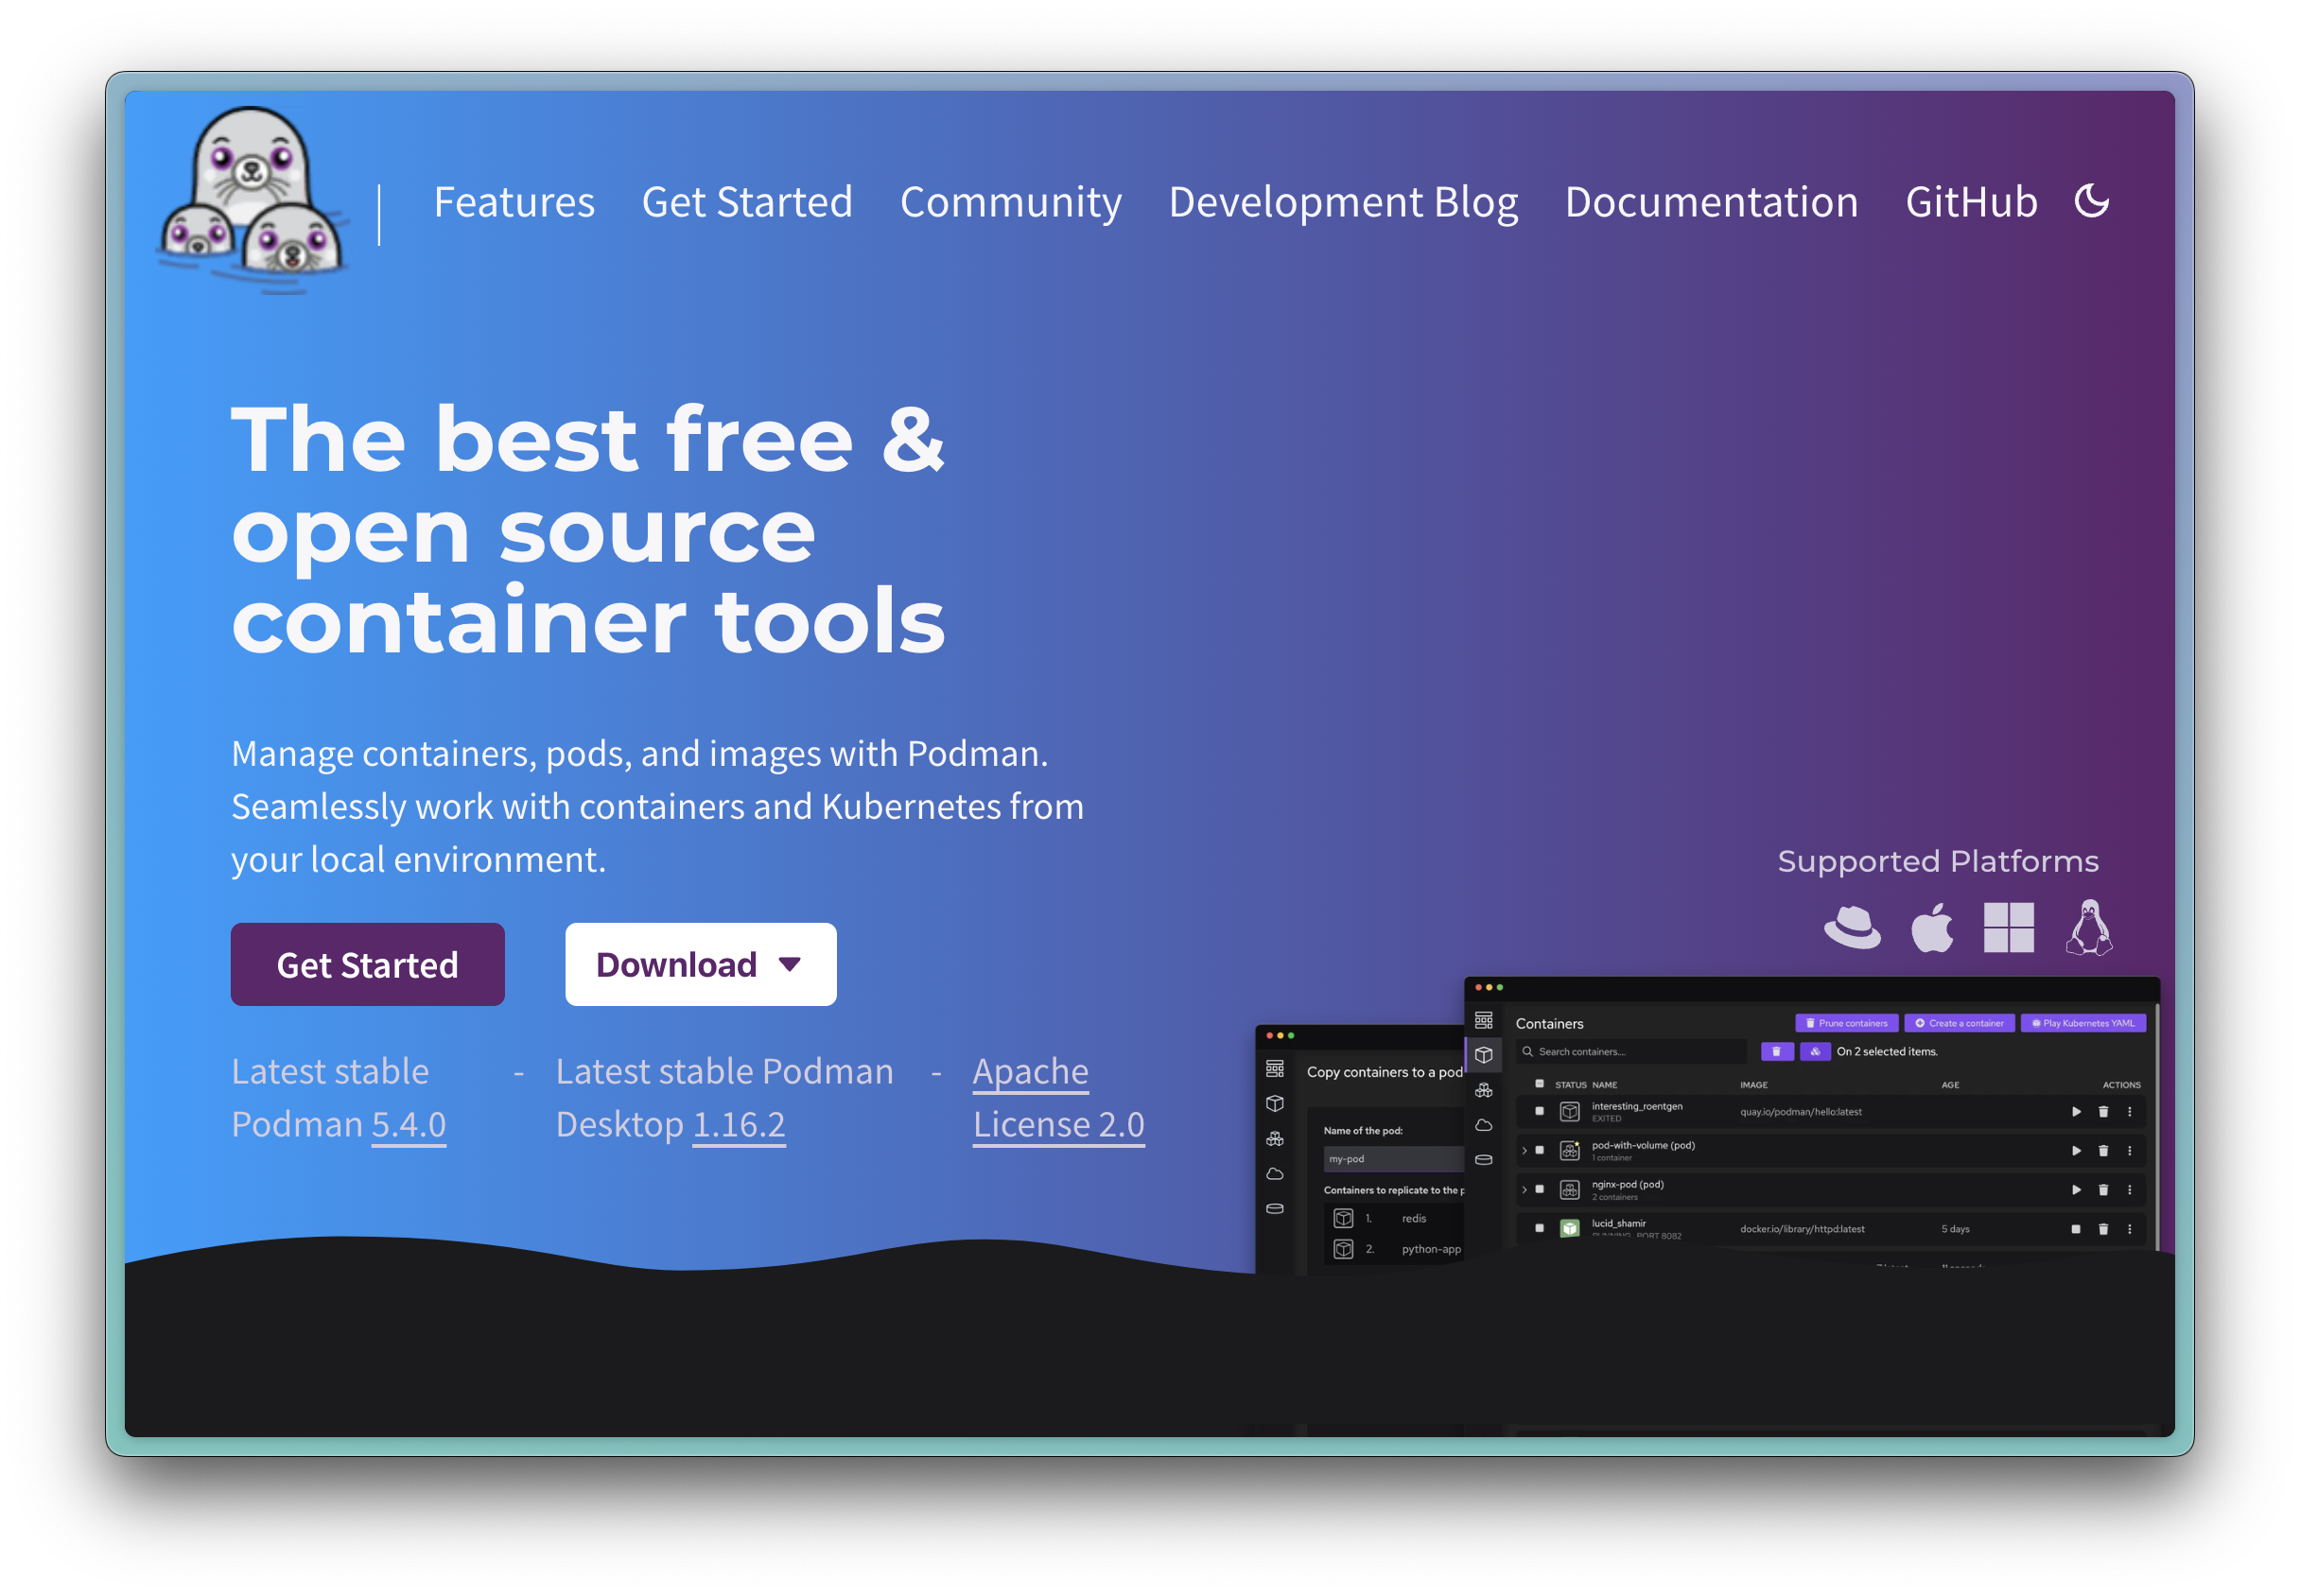 Features Get Started Community Development Blog Documentation GitHub
The best free &
open source
container tools
Manage containers, pods, and images with Podman.
Seamlessly work with containers and Kubernetes from
your local environment.
Get Started Download
Latest stable
Podman 5.4.0
-
Latest stable Podman
Desktop 1.16.2
-
Apache
License 2.0
Supported Platforms
Copy containers to a pod
Name of the pod:
my-pod
Containers to replicate to the p
1. redis
2. python-app
Containers
Prune containers Create a container Play Kubernetes YAML
Search containers.... On 2 selected items.
STATUS NAME IMAGE AGE ACTIONS
interesting_roentgen quay.io/podman/hello:latest
EXITED
pod-with-volume (pod)
1 container
nginx-pod (pod)
2 containers
lucid_shamir docker.io/library/httpd:latest 5 days
RUNNING PORT 8082